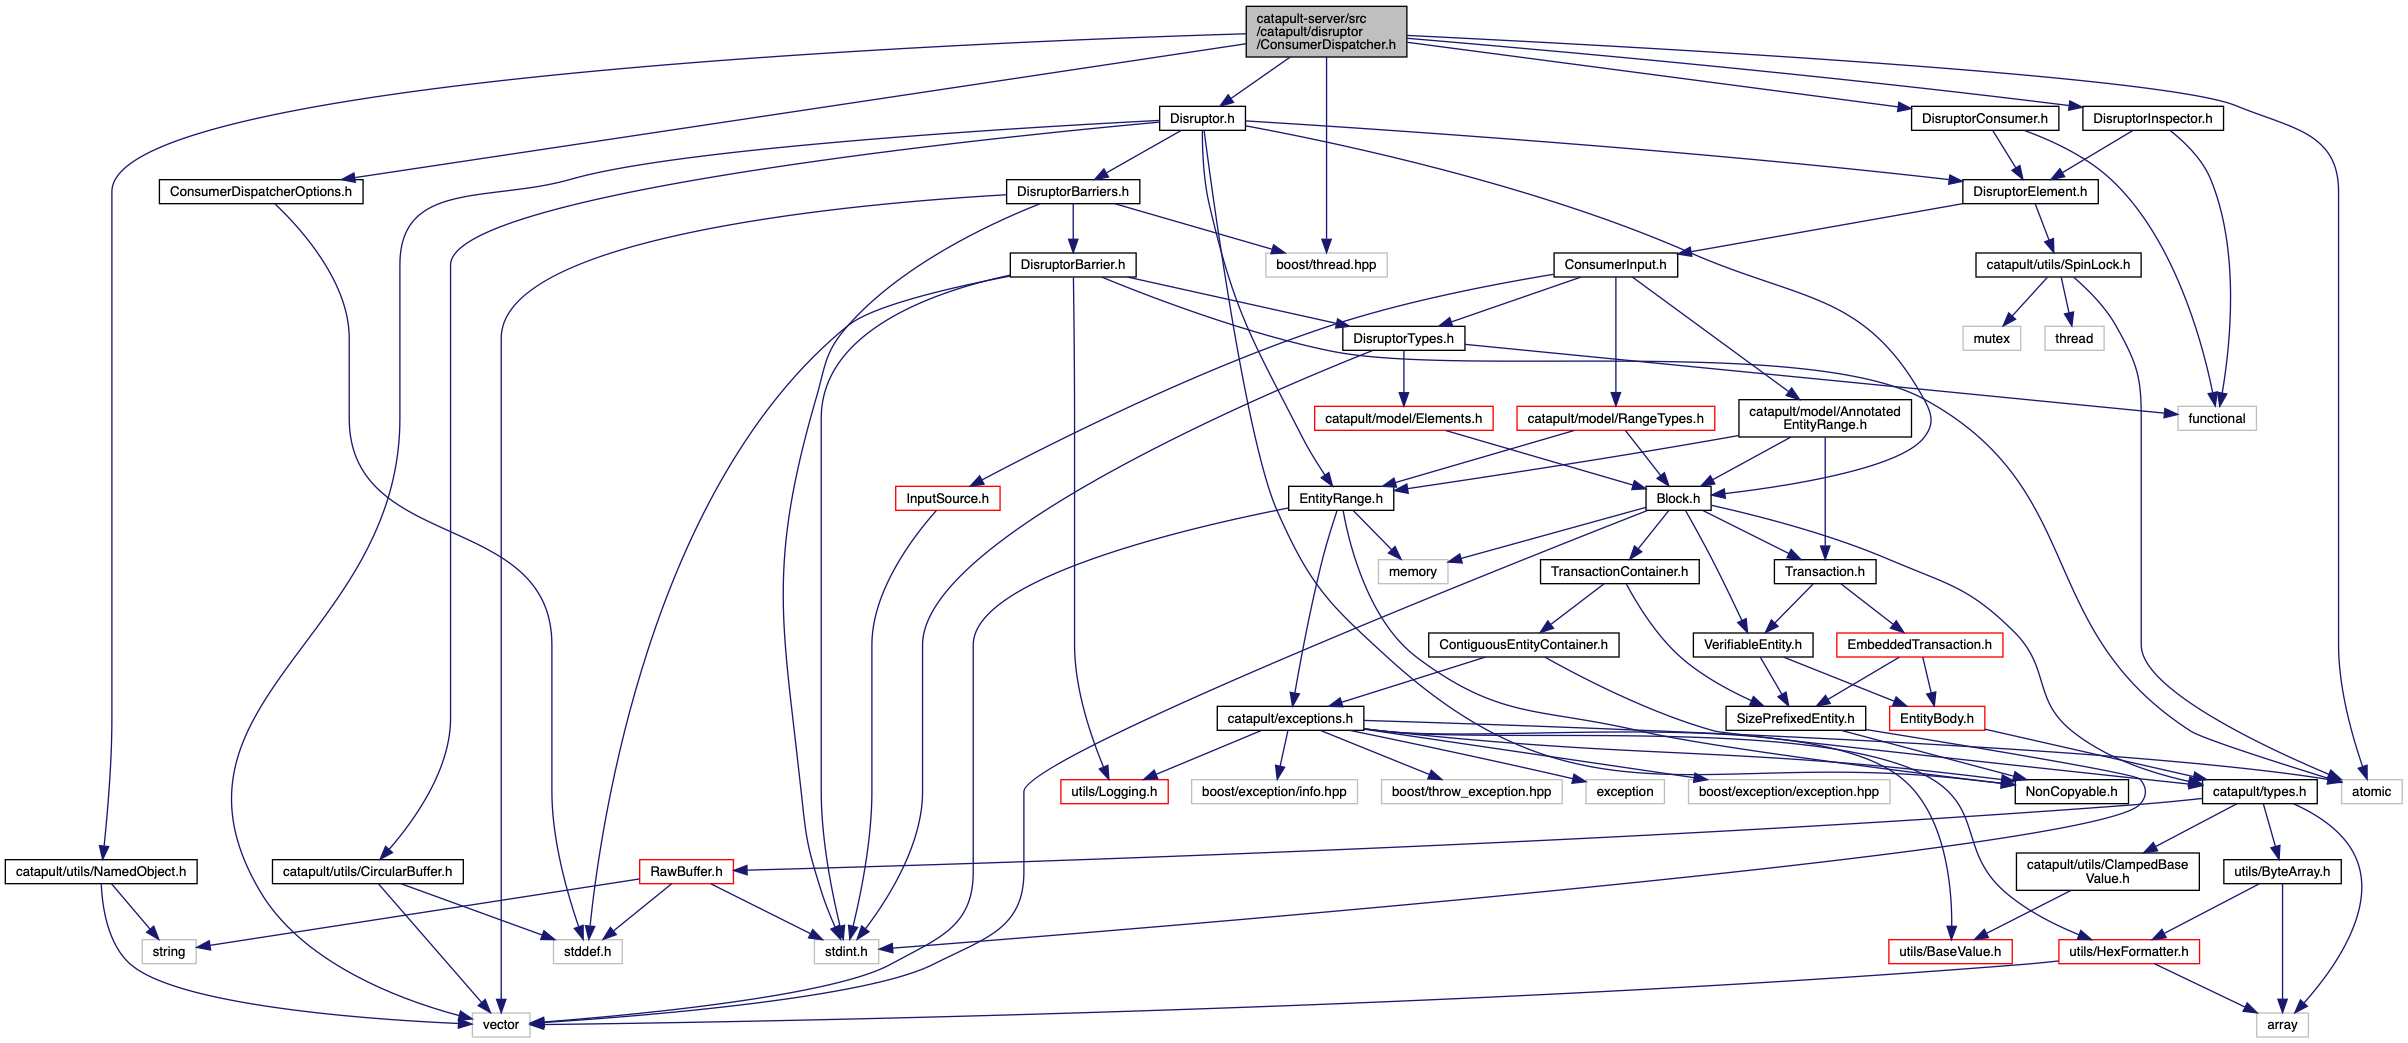 catapult-server/src
/catapult/disruptor
/ConsumerDispatcher.h
Disruptor.h
DisruptorConsumer.h
DisruptorInspector.h
ConsumerDispatcherOptions.h
DisruptorBarriers.h
DisruptorElement.h
DisruptorBarrier.h
boost/thread.hpp
ConsumerInput.h
catapult/utils/SpinLock.h
DisruptorTypes.h
mutex
thread
catapult/model/Elements.h
catapult/model/RangeTypes.h
catapult/model/Annotated
EntityRange.h
functional
InputSource.h
EntityRange.h
Block.h
memory
TransactionContainer.h
Transaction.h
ContiguousEntityContainer.h
VerifiableEntity.h
EmbeddedTransaction.h
catapult/exceptions.h
SizePrefixedEntity.h
EntityBody.h
utils/Logging.h
boost/exception/info.hpp
boost/throw_exception.hpp
exception
boost/exception/exception.hpp
NonCopyable.h
catapult/types.h
atomic
catapult/utils/NamedObject.h
catapult/utils/CircularBuffer.h
RawBuffer.h
catapult/utils/ClampedBase
Value.h
utils/ByteArray.h
string
stddef.h
stdint.h
utils/BaseValue.h
utils/HexFormatter.h
vector
array